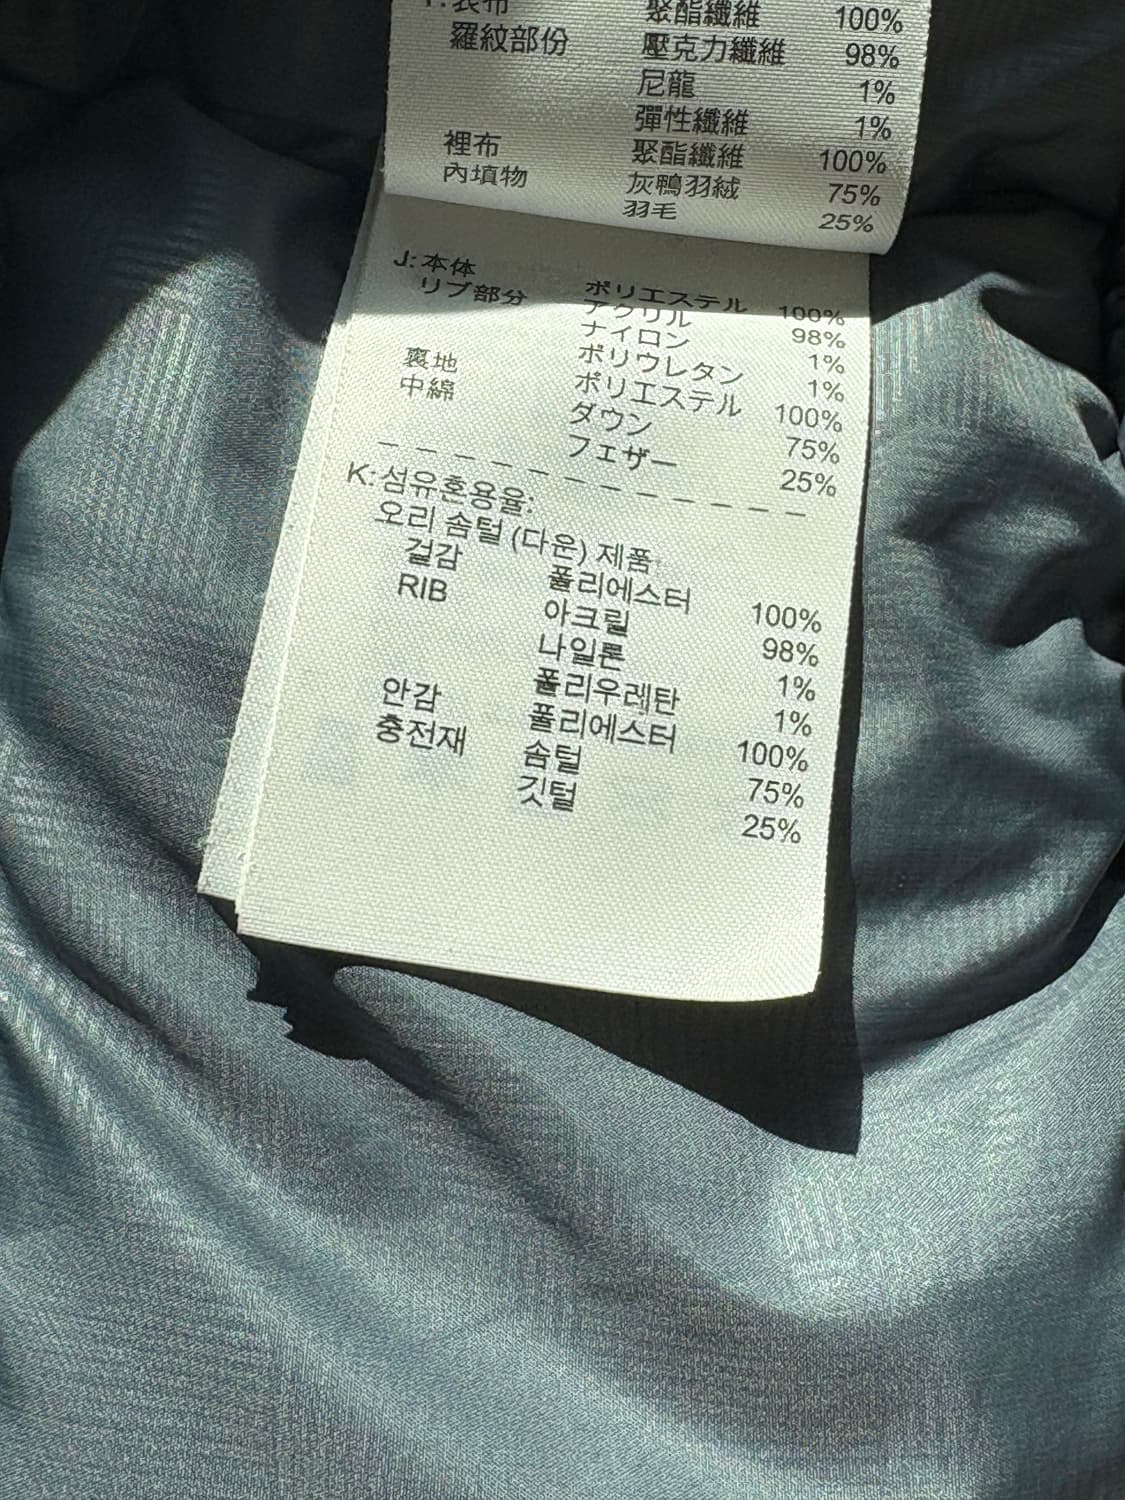 表布 聚酯纖維 100%
羅紋部份 壓克力纖維 98%
尼龍 1%
彈性纖維 1%
裡布 聚酯纖維 100%
內填物 灰鴨羽絨 75%
羽毛 25%
J: 本体 ポリエステル 100%
リブ部分 アクリル 98%
ナイロン 1%
ポリウレタン 1%
裏地 ポリエステル 100%
中綿 ダウン 75%
フェザー 25%
K: 섬유혼용율:
오리 솜털 (다운) 제품
겉감 폴리에스터 100%
RIB 아크릴 98%
나일론 1%
폴리우레탄 1%
안감 폴리에스터 100%
충전재 솜털 75%
깃털 25%